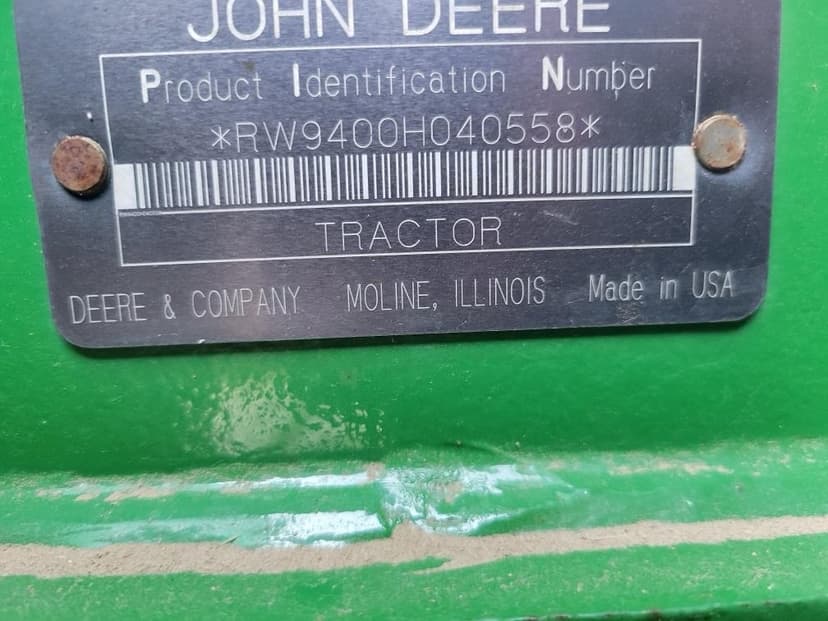 JOHN DEERE
Product Identification Number
*RW9400H040558*
TRACTOR
DEERE & COMPANY MOLINE, ILLINOIS Made in USA